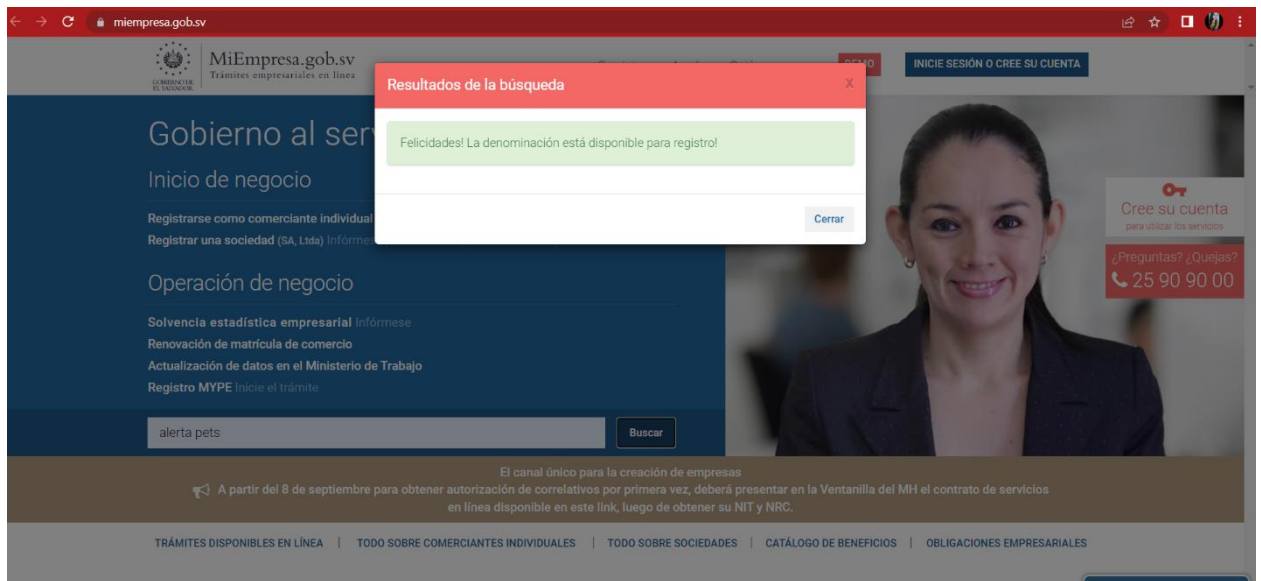 miempresa.gob.sv
MiEmpresa.gob.sv
Trámites empresariales en línea
GOBIERNO DE
EL SALVADOR
INICIE SESIÓN O CREE SU CUENTA
Resultados de la búsqueda
X
Felicidades! La denominación está disponible para registro!
Cerrar
Gobierno al ser
Inicio de negocio
Registrarse como comerciante individual
Registrar una sociedad (SA, Ltda) Infórmes
Operación de negocio
Solvencia estadística empresarial Infórmese
Renovación de matrícula de comercio
Actualización de datos en el Ministerio de Trabajo
Registro MYPE Inicie el trámite
alerta pets
Buscar
Cree su cuenta
para utilizar los servicios
¿Preguntas? ¿Quejas?
25 90 90 00
El canal único para la creación de empresas
A partir del 8 de septiembre para obtener autorización de correlativos por primera vez, deberá presentar en la Ventanilla del MH el contrato de servicios
en línea disponible en este link, luego de obtener su NIT y NRC.
TRÁMITES DISPONIBLES EN LÍNEA | TODO SOBRE COMERCIANTES INDIVIDUALES | TODO SOBRE SOCIEDADES | CATÁLOGO DE BENEFICIOS | OBLIGACIONES EMPRESARIALES